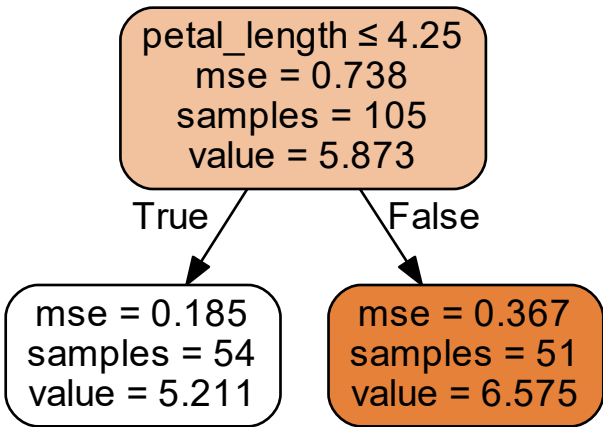 petal_length ≤ 4.25
mse = 0.738
samples = 105
value = 5.873
True
False
mse = 0.185
samples = 54
value = 5.211
mse = 0.367
samples = 51
value = 6.575